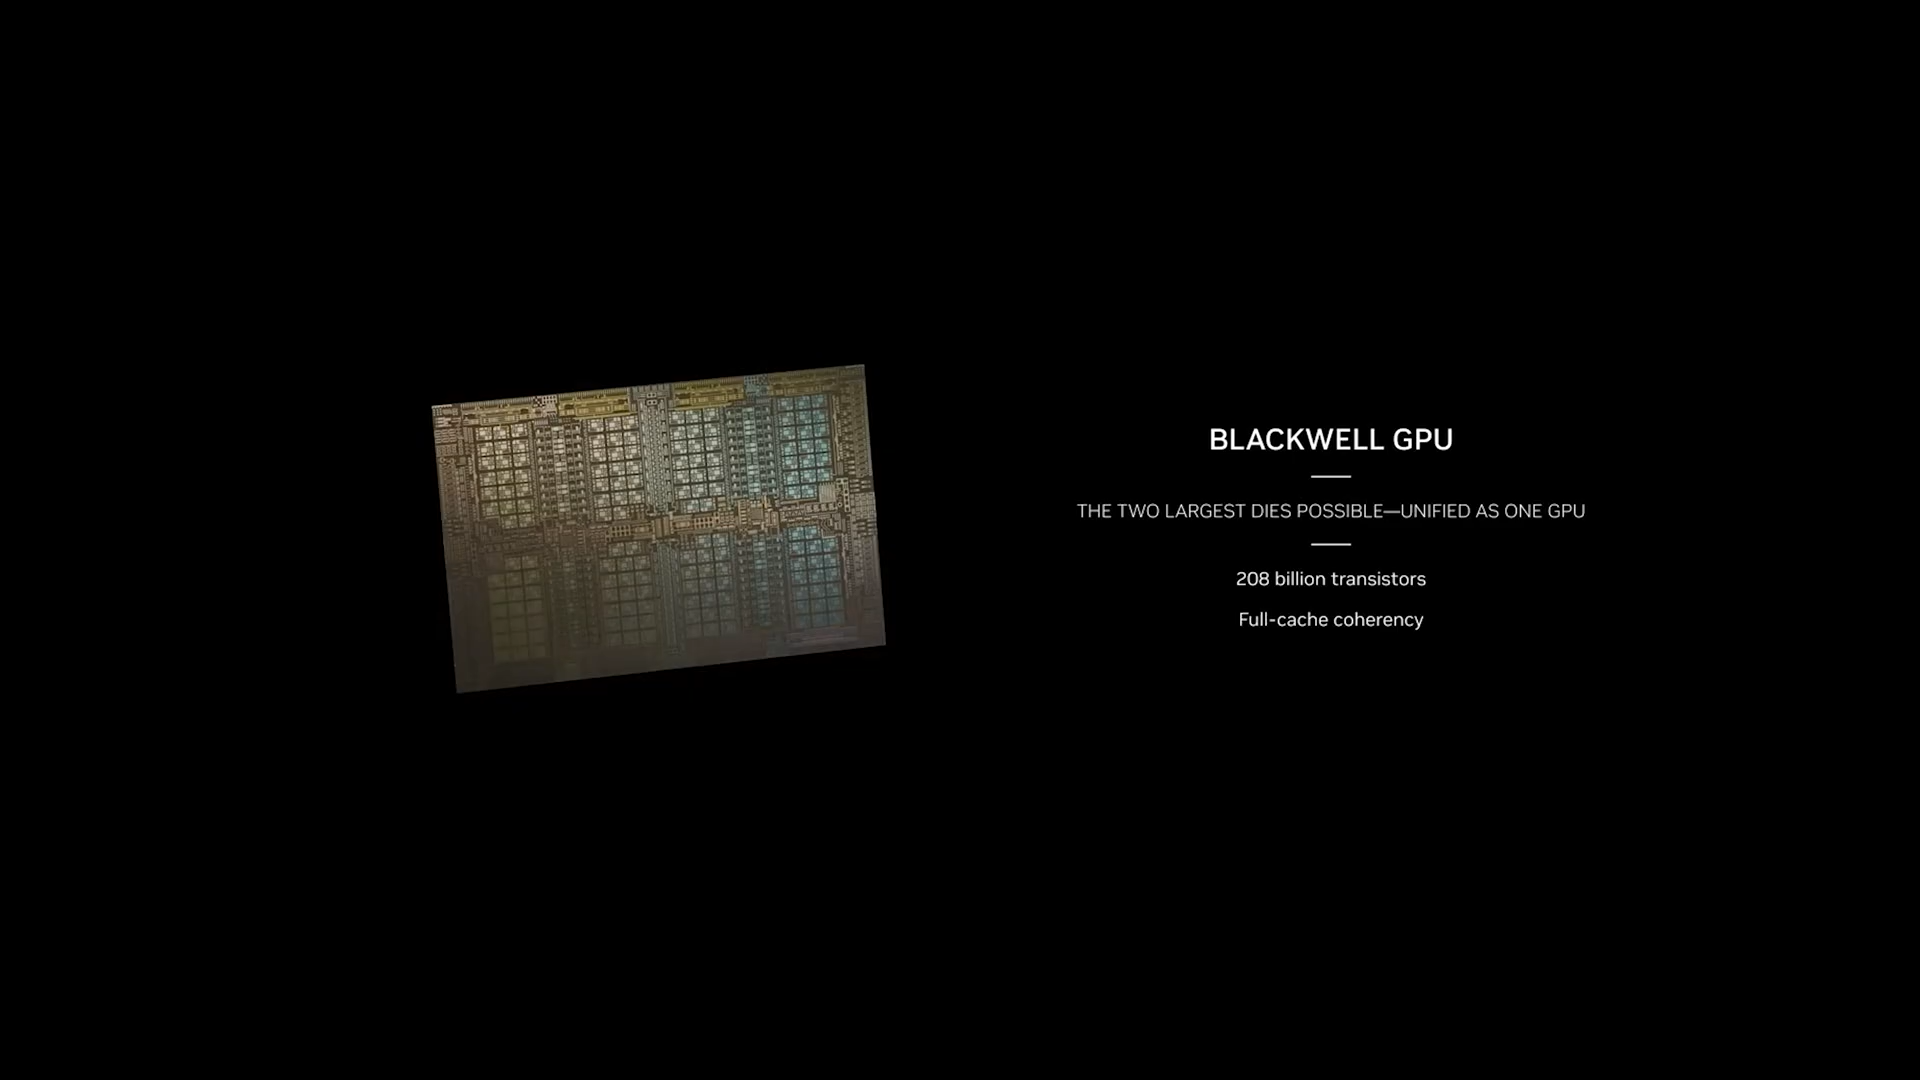 BLACKWELL GPU
THE TWO LARGEST DIES POSSIBLE—UNIFIED AS ONE GPU
208 billion transistors
Full-cache coherency